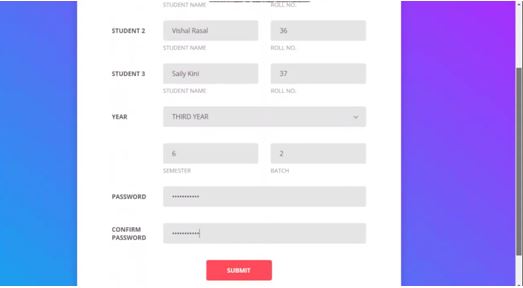 STUDENT NAME ROLL NO.
STUDENT 2 Vishal Rasal 36
STUDENT NAME ROLL NO.
STUDENT 3 Saily Kini 37
STUDENT NAME ROLL NO.
YEAR THIRD YEAR
6 2
SEMESTER BATCH
PASSWORD •••••••••••
CONFIRM •••••••••••
PASSWORD
SUBMIT